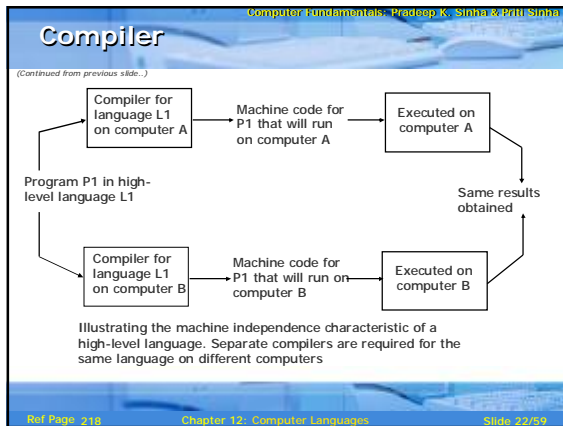 Computer Fundamentals: Pradeep K. Sinha & Priti Sinha
Compiler
(Continued from previous slide..)
Compiler for
language L1
on computer A
Machine code for
P1 that will run
on computer A
Executed on
computer A
Program P1 in high-
level language L1
Same results
obtained
Compiler for
language L1
on computer B
Machine code for
P1 that will run on
computer B
Executed on
computer B
Illustrating the machine independence characteristic of a
high-level language. Separate compilers are required for the
same language on different computers
Ref Page 218
Chapter 12: Computer Languages
Slide 22/59